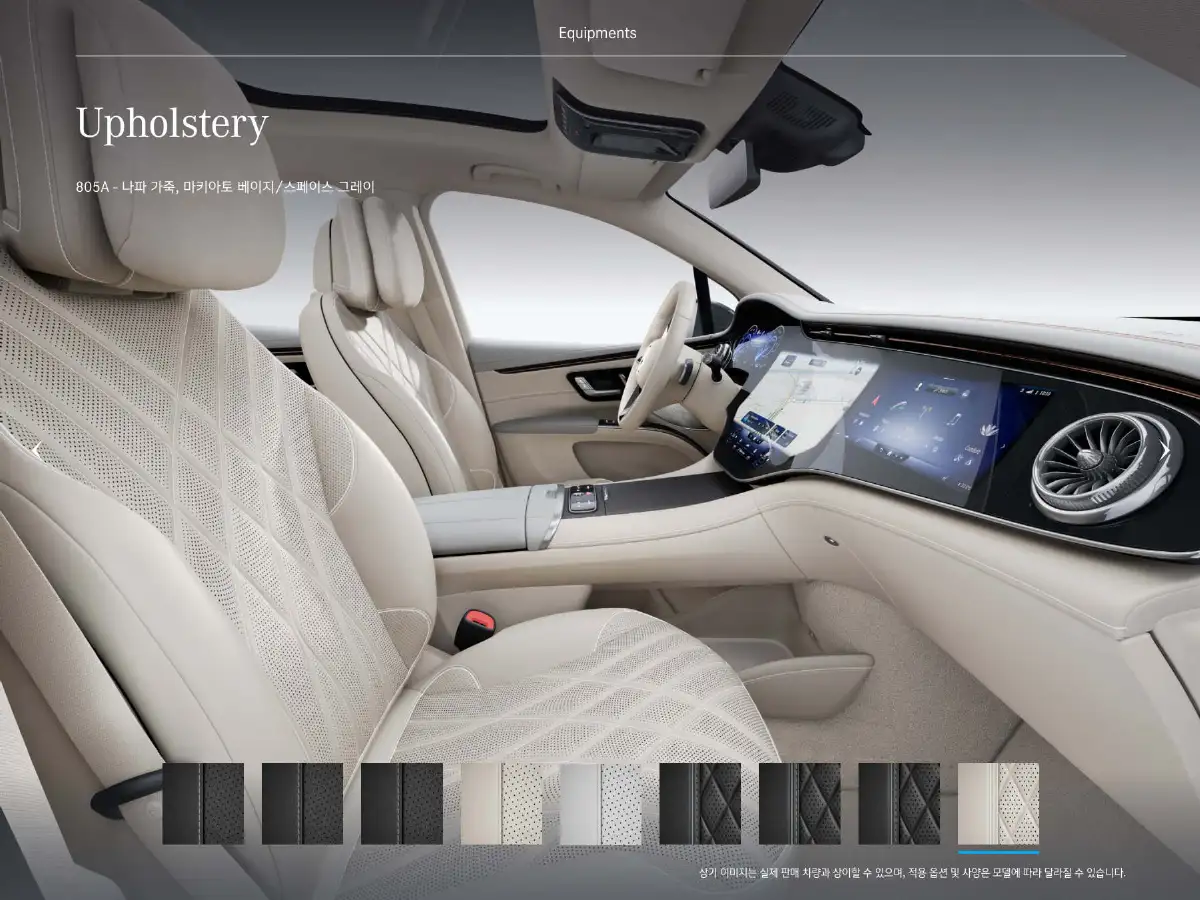 Equipments
Upholstery
805A - 나파 가죽, 마키아토 베이지/스페이스 그레이
상기 이미지는 실제 판매 차량과 상이할 수 있으며, 적용 옵션 및 사양은 모델에 따라 달라질 수 있습니다.